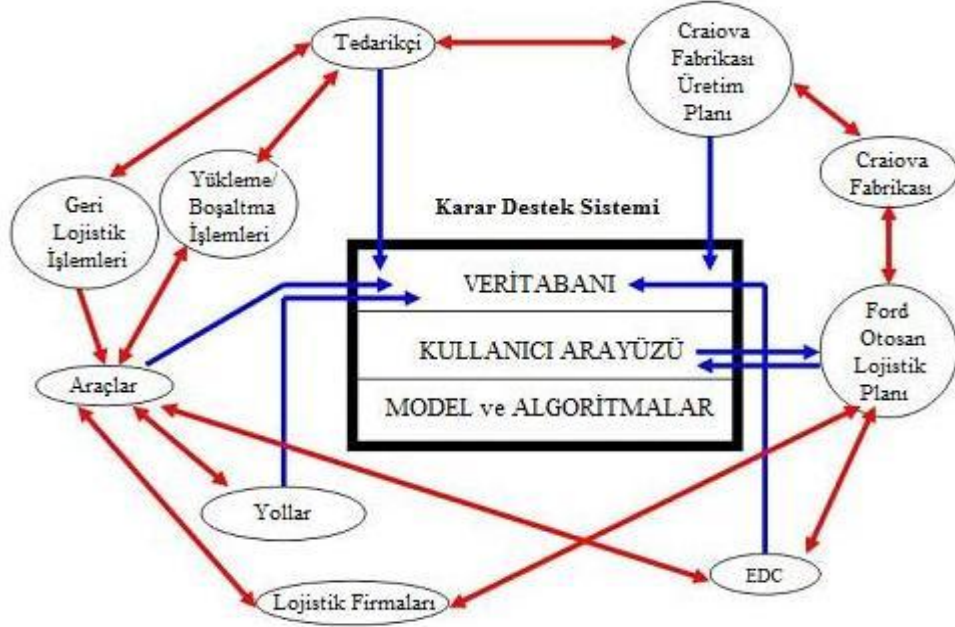 Tedarikçi
Craiova
Fabrikası
Üretim
Planı
Craiova
Fabrikası
Yükleme/
Boşaltma
İşlemleri
Geri
Lojistik
İşlemleri
Karar Destek Sistemi
VERİTABANI
KULLANICI ARAYÜZÜ
MODEL ve ALGORİTMALAR
Ford
Otosan
Lojistik
Planı
Araçlar
Yollar
EDC
Lojistik Firmaları